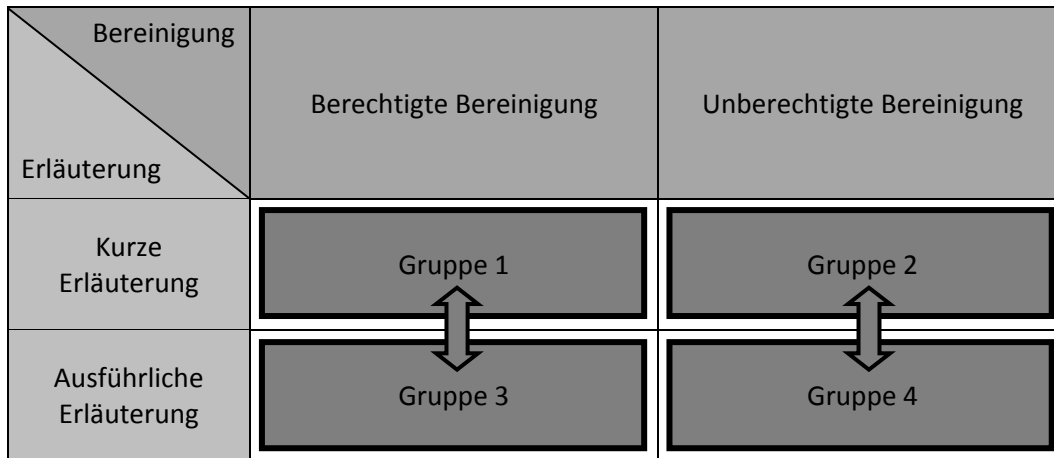 Bereinigung
Erläuterung
Berechtigte Bereinigung
Unberechtigte Bereinigung
Kurze
Erläuterung
Gruppe 1
Gruppe 2
Ausführliche
Erläuterung
Gruppe 3
Gruppe 4